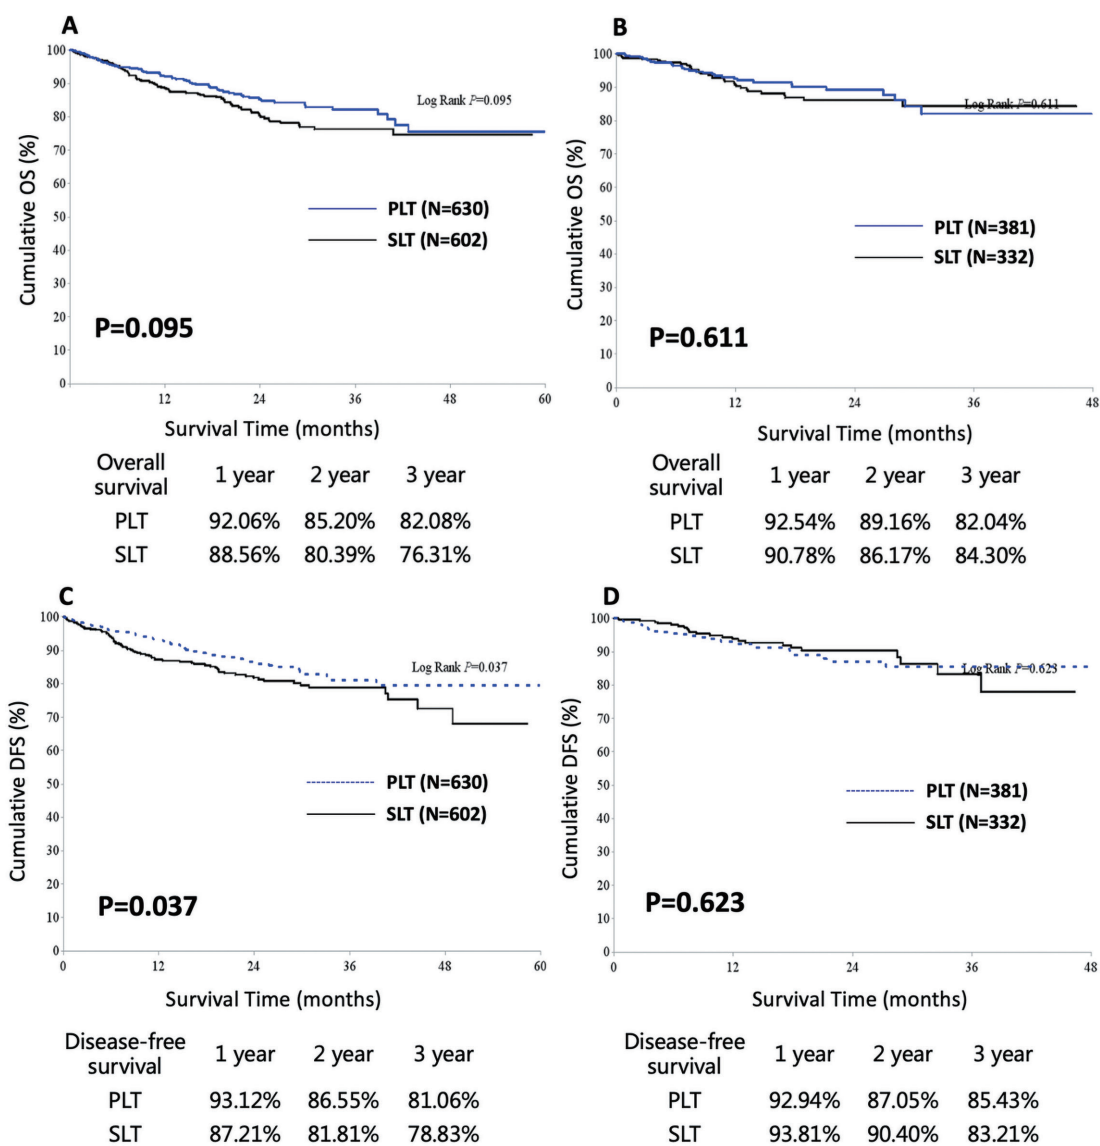 A
100
90
80
70
60
50
40
30
20
10
0
Cumulative OS (%)
Log Rank P=0.095
PLT (N=630)
SLT (N=602)
P=0.095
12 24 36 48 60
Survival Time (months)
Overall survival 1 year 2 year 3 year
PLT 92.06% 85.20% 82.08%
SLT 88.56% 80.39% 76.31%
B
100
90
80
70
60
50
40
30
20
10
0
Cumulative OS (%)
Log Rank P=0.611
PLT (N=381)
SLT (N=332)
P=0.611
0 12 24 36 48
Survival Time (months)
Overall survival 1 year 2 year 3 year
PLT 92.54% 89.16% 82.04%
SLT 90.78% 86.17% 84.30%
C
100
90
80
70
60
50
40
30
20
10
0
Cumulative DFS (%)
Log Rank P=0.037
PLT (N=630)
SLT (N=602)
P=0.037
0 12 24 36 48 60
Survival Time (months)
Disease-free survival 1 year 2 year 3 year
PLT 93.12% 86.55% 81.06%
SLT 87.21% 81.81% 78.83%
D
100
90
80
70
60
50
40
30
20
10
0
Cumulative DFS (%)
Log Rank P=0.623
PLT (N=381)
SLT (N=332)
P=0.623
0 12 24 36 48
Survival Time (months)
Disease-free survival 1 year 2 year 3 year
PLT 92.94% 87.05% 85.43%
SLT 93.81% 90.40% 83.21%